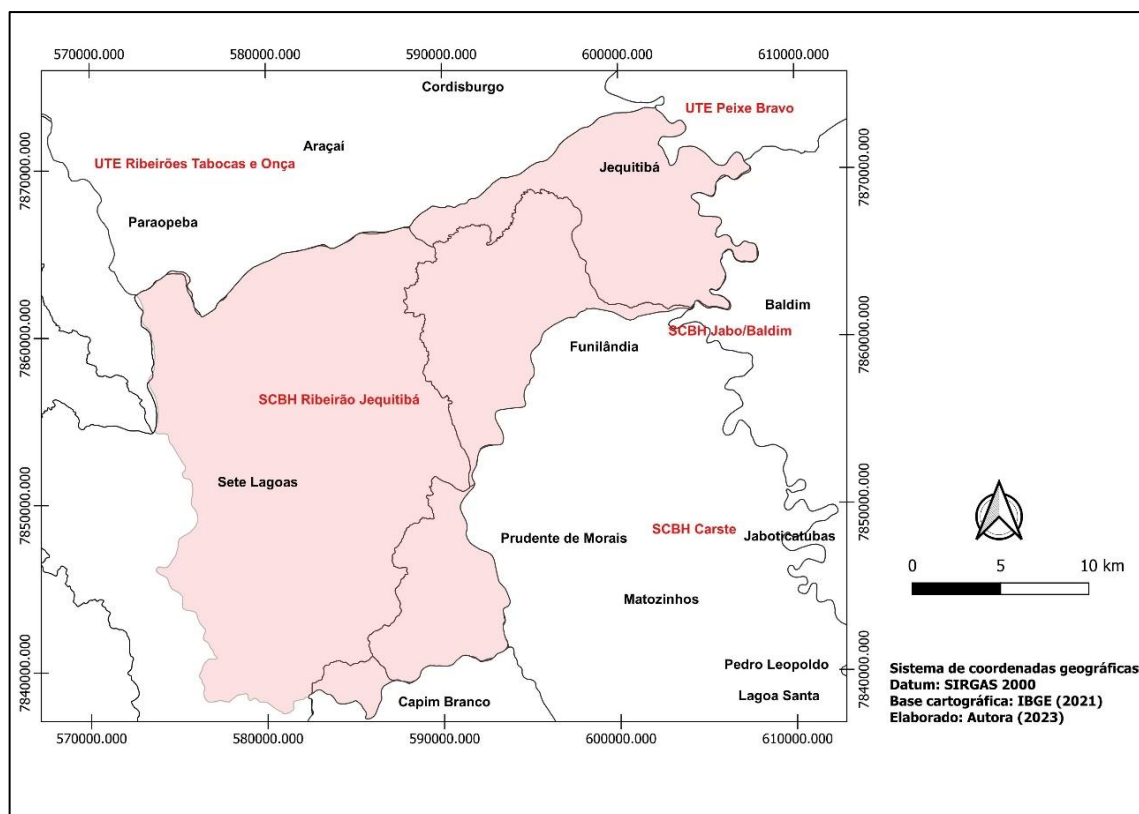 570000.000 580000.000 590000.000 600000.000 610000.000
Cordisburgo
UTE Peixe Bravo
Araçaí
UTE Ribeirões Tabocas e Onça
Jequitibá
7870000.000 7870000.000
Paraopeba
Baldim
SCBH Jabo/Baldim
7860000.000 7860000.000
Funilândia
SCBH Ribeirão Jequitibá
Sete Lagoas
7850000.000 7850000.000
SCBH Carste
Prudente de Morais
Jaboticatubas
0 5 10 km
Matozinhos
Pedro Leopoldo
7840000.000 7840000.000
Lagoa Santa
Capim Branco
Sistema de coordenadas geográficas
Datum: SIRGAS 2000
Base cartográfica: IBGE (2021)
Elaborado: Autora (2023)
570000.000 580000.000 590000.000 600000.000 610000.000